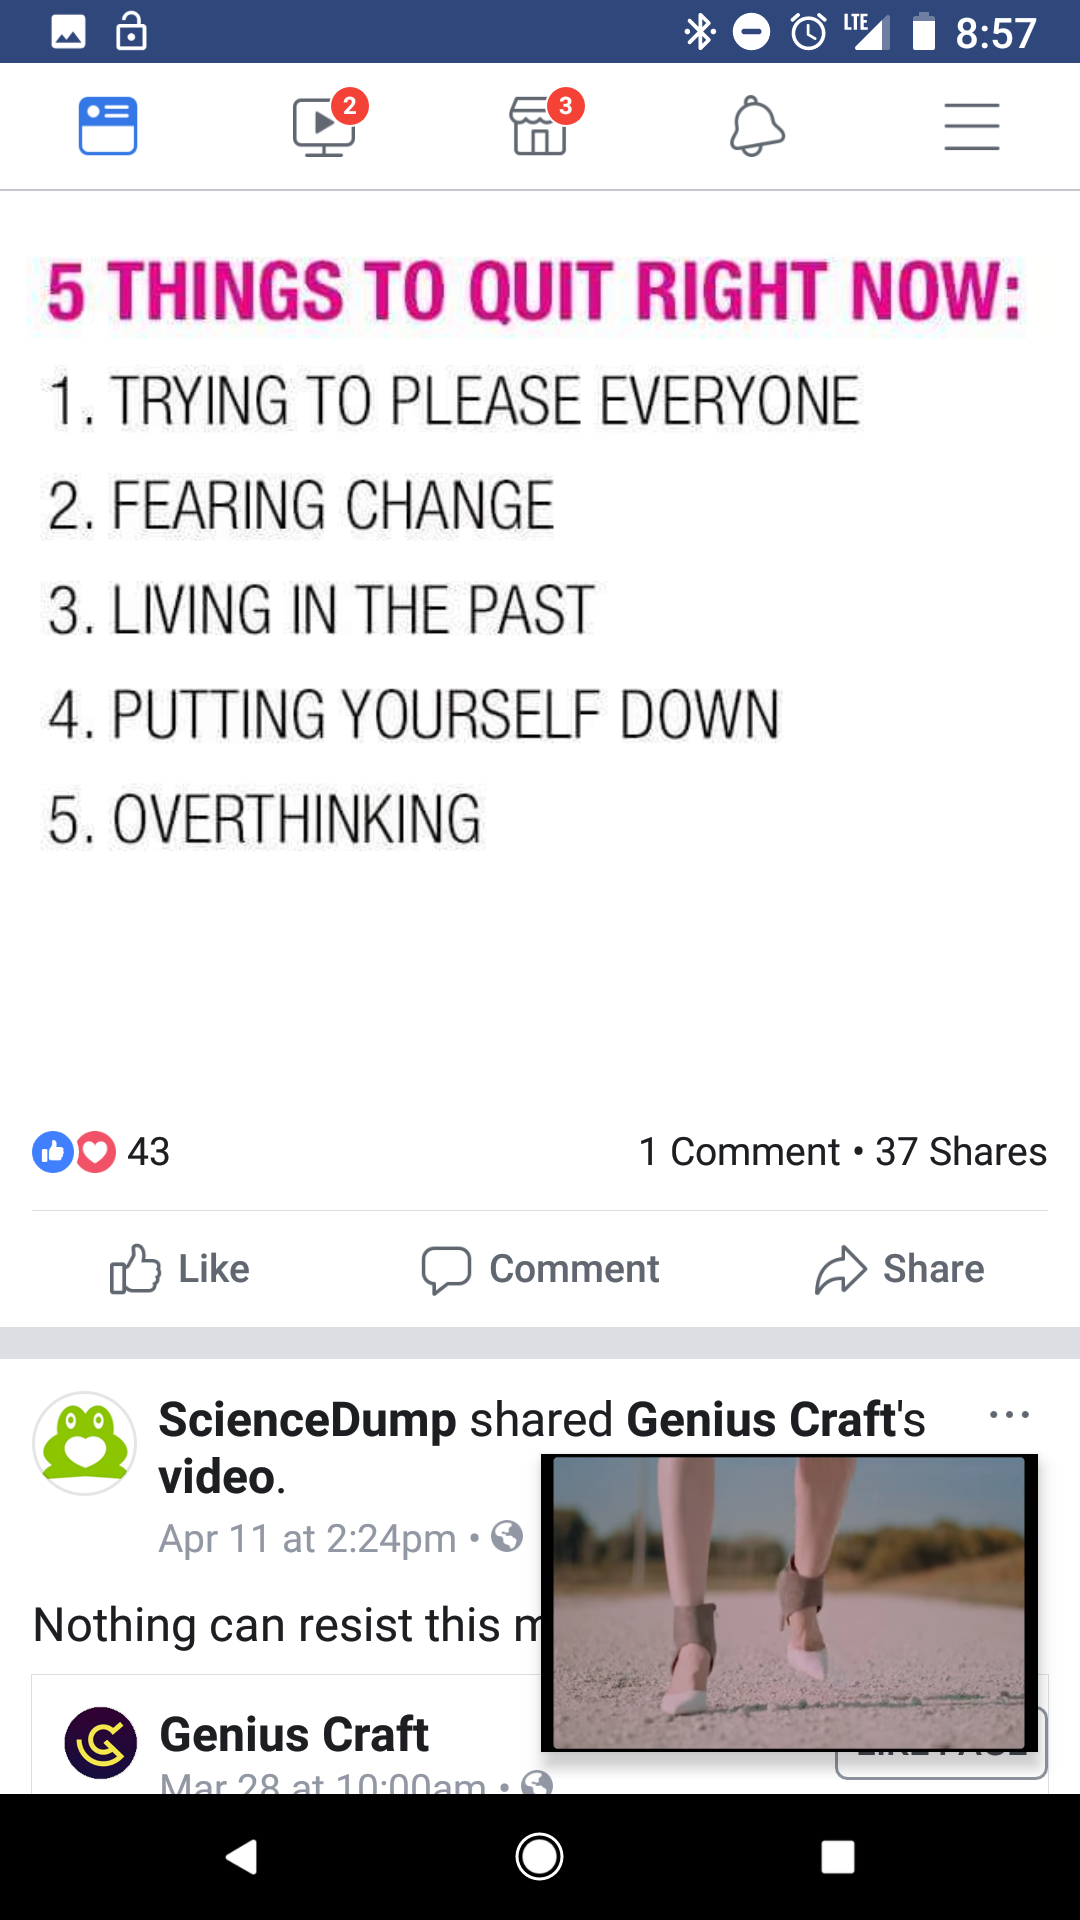 LTE 8:57
2 3
5 THINGS TO QUIT RIGHT NOW:
1. TRYING TO PLEASE EVERYONE
2. FEARING CHANGE
3. LIVING IN THE PAST
4. PUTTING YOURSELF DOWN
5. OVERTHINKING
43 1 Comment • 37 Shares
Like Comment Share
ScienceDump shared Genius Craft's
video.
Apr 11 at 2:24pm •
Nothing can resist this
Genius Craft
Mar 28 at 10:00am •